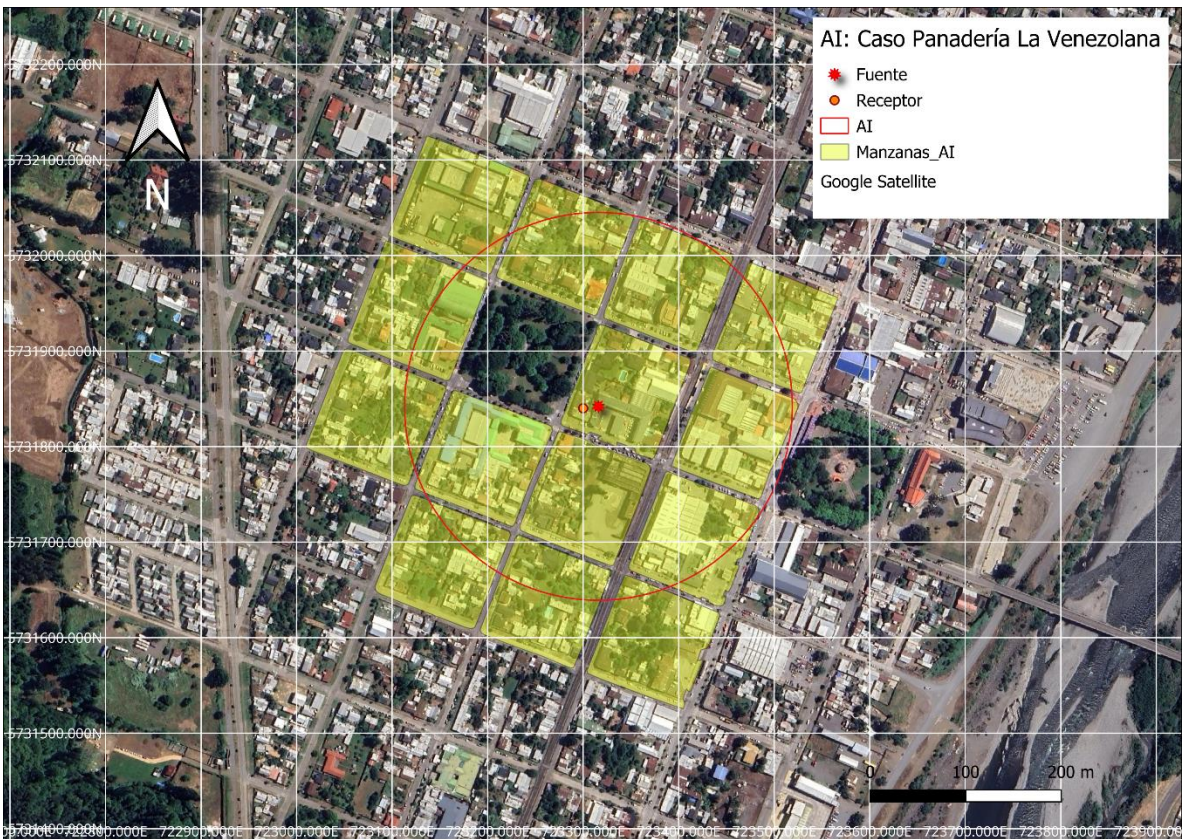 AI: Caso Panadería La Venezolana
Fuente
Receptor
AI
Manzanas_AI
Google Satellite
N
5732200.000N
5732100.000N
5732000.000N
5731900.000N
5731800.000N
5731700.000N
5731600.000N
5731500.000N
0 100 200 m
722900.000E 723000.000E 723100.000E 723200.000E 723300.000E 723400.000E 723500.000E 723600.000E 723700.000E 723800.000E